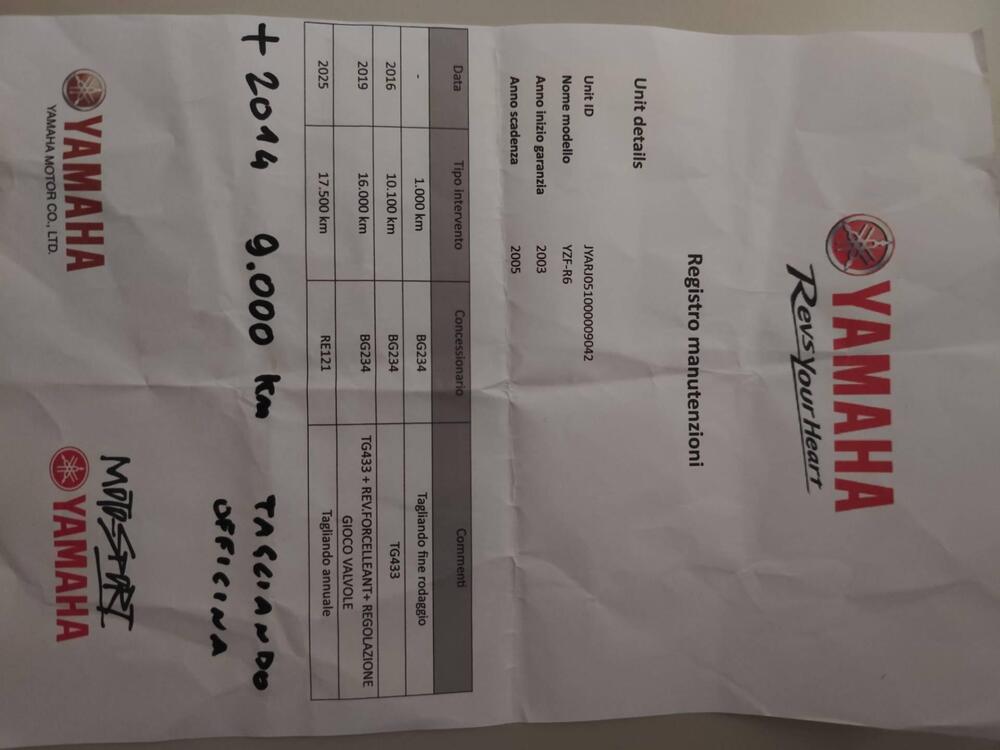 YAMAHA
Revs Your Heart
Registro manutenzioni
Unit details
Unit ID JYARJ051000009042
Nome modello YZF-R6
Anno inizio garanzia 2003
Anno scadenza 2005
Data Tipo intervento Concessionario Commenti
- 1.000 km BG234 Tagliando fine rodaggio
2016 10.100 km BG234 TG433
2019 16.000 km BG234 TG433 + REV.FORCELLEANT+ REGOLAZIONE
GIOCO VALVOLE
2025 17.500 km RE121 Tagliando annuale
+ 2014 9.000 km TAGLIANDO
OFFICINA
MOTOSPORT
YAMAHA
YAMAHA MOTOR CO., LTD.
YAMAHA